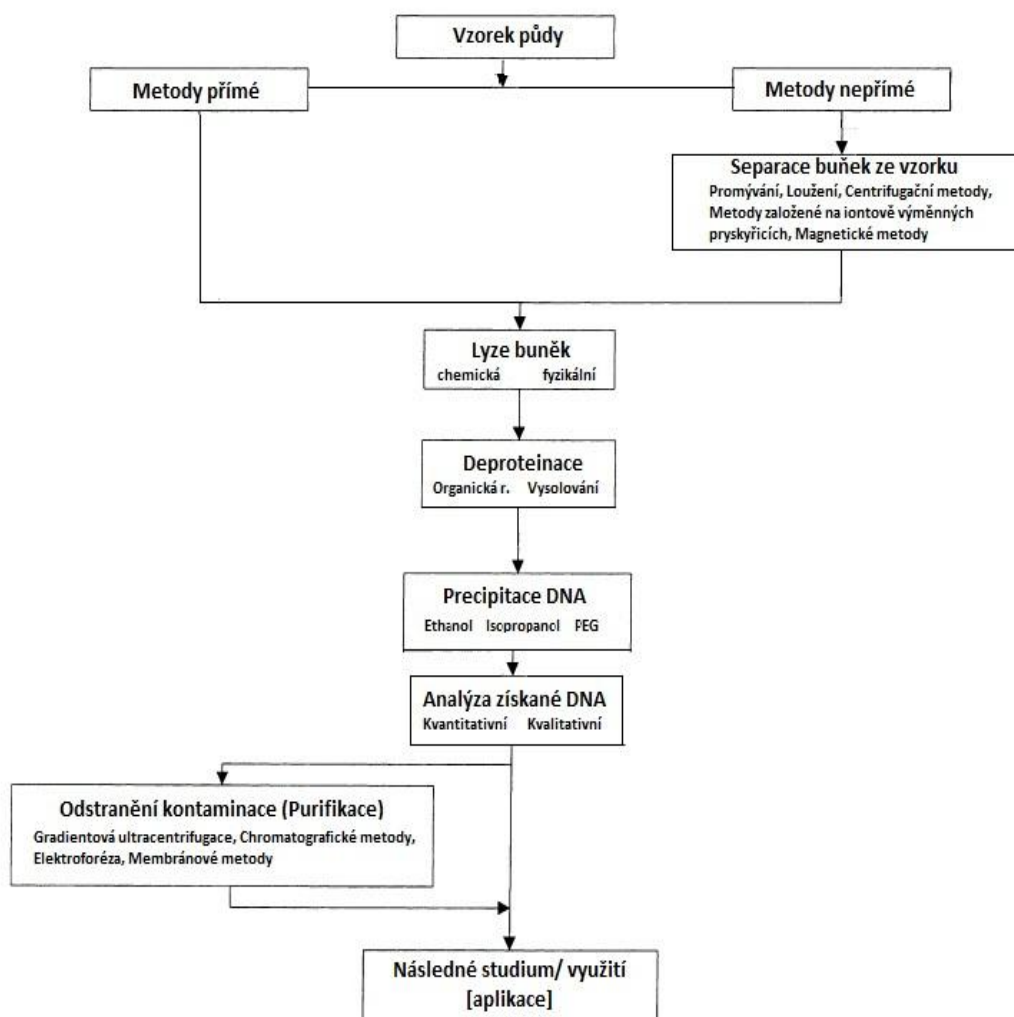 Vzorek půdy
Metody přímé
Metody nepřímé
Separace buňek ze vzorku
Promývání, Loužení, Centrifugační metody,
Metody založené na iontově výměnných
pryskyřicích, Magnetické metody
Lyze buněk
chemická fyzikální
Deproteinace
Organická r. Vysolování
Precipitace DNA
Ethanol Isopropanol PEG
Analýza získané DNA
Kvantitativní Kvalitativní
Odstranění kontaminace (Purifikace)
Gradientová ultracentrifugace, Chromatografické metody,
Elektroforéza, Membránové metody
Následné studium/ využití
[aplikace]